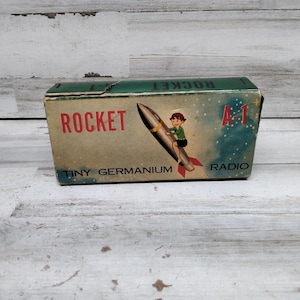 ROCKET
ROCKET A-1
TINY GERMANIUM RADIO